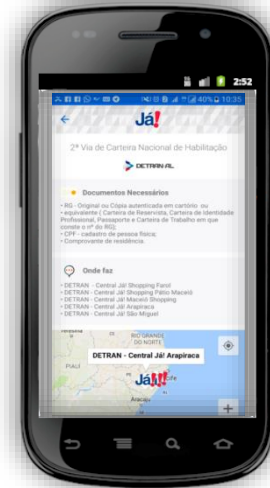 2:52
40% 10:35
Já!
2ª Via de Carteira Nacional de Habilitação
DETRAN-AL
Documentos Necessários
• RG - Original ou Cópia autenticada em cartório ou
• equivalente ( Carteira de Reservista, Carteira de Identidade
Profissional, Passaporte e Carteira de Trabalho em que
conste o nº do RG);
• CPF - cadastro de pessoa física;
• Comprovante de residência.
Onde faz
• DETRAN - Central Já! Shopping Farol
• DETRAN - Central Já! Shopping Pátio Maceió
• DETRAN - Central Já! Maceió Shopping
• DETRAN - Central Já! Arapiraca
• DETRAN - Central Já! São Miguel
RIO GRANDE
DO NORTE
DETRAN - Central Já! Arapiraca
PIAUÍ
Já!
Aracaju